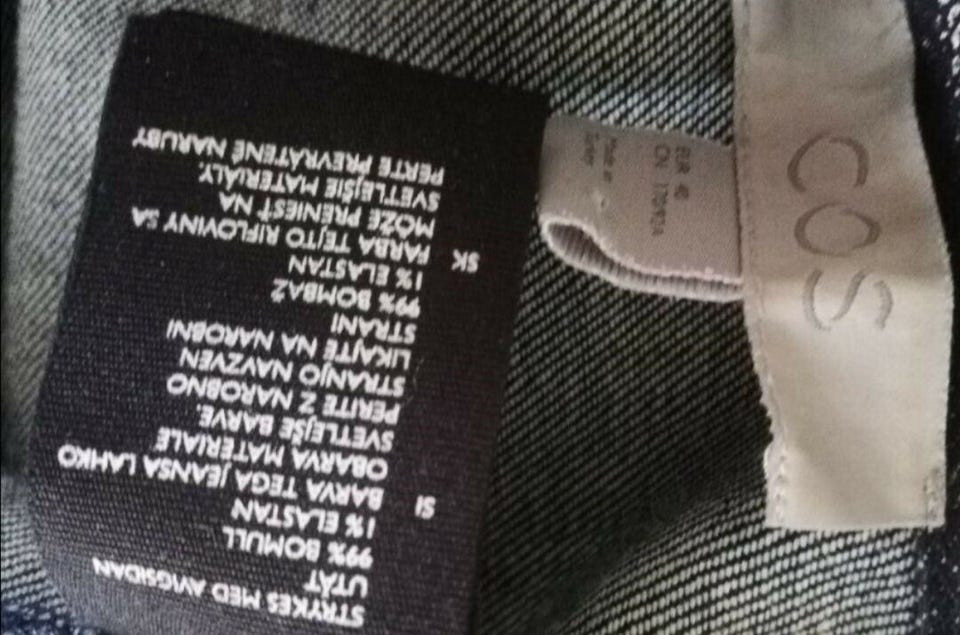 STRYKES MED AVIGSIDAN
UTÅT
99% BOMULL
1% ELASTAN
SI
BARVA TEGA JEANSA LAHKO
OBARVA MATERIALE
SVETLEJŠE BARVE.
PERITE Z NAROBNO
STRANJO NAVZVEN
LIKAJTE NA NAROBNI
STRANI
99% BOMBAŽ
1% ELASTAN
SK
FARBA TEJTO RIFLOVINY SA
MÔŽE PRENIESŤ NA
SVETLEJŠIE MATERIÁLY.
PERTE PREVRÁTENÉ NARUBY
CN
COS